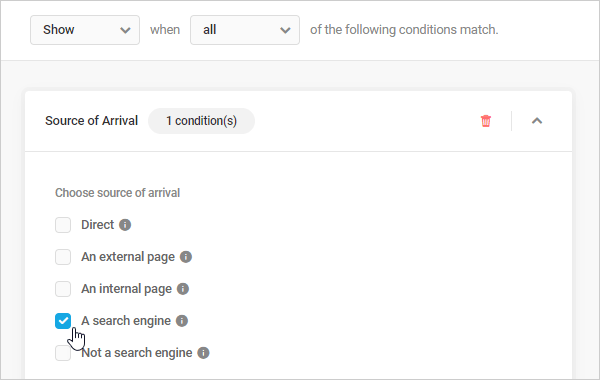 Show when all of the following conditions match.
Source of Arrival 1 condition(s)
Choose source of arrival
Direct
An external page
An internal page
A search engine
Not a search engine